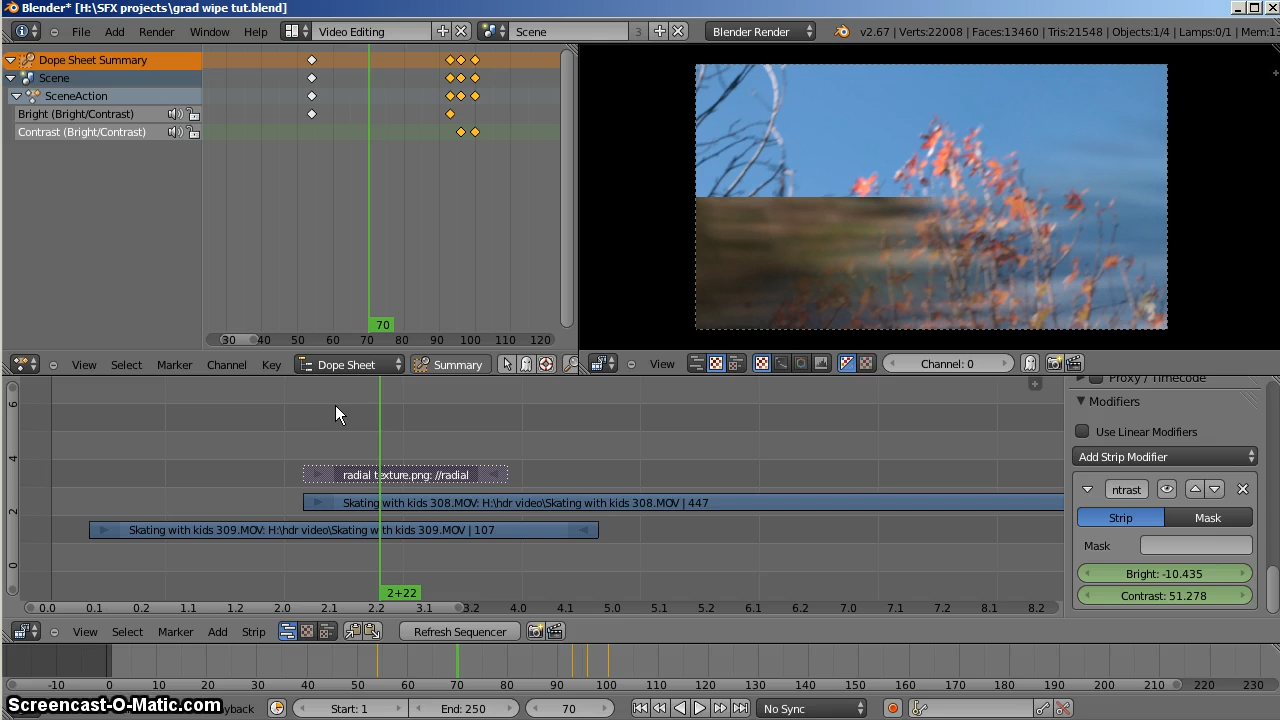 Blender* [H:\SFX projects\grad wipe tut.blend]
File Add Render Window Help Video Editing Scene 3 Blender Render v2.67 | Verts:22008 | Faces:13460 | Tris:21548 | Objects:1/4 | Lamps:0/1 | Mem:13
Dope Sheet Summary
Scene
SceneAction
Bright (Bright/Contrast)
Contrast (Bright/Contrast)
70
30 40 50 60 70 80 90 100 110 120
View Select Marker Channel Key Dope Sheet Summary
View Channel: 0
6
4
2
0
radial texture.png: //radial
Skating with kids 308.MOV: H:\hdr video\Skating with kids 308.MOV | 447
Skating with kids 309.MOV: H:\hdr video\Skating with kids 309.MOV | 107
2+22
0.0 0.1 1.1 1.2 2.0 2.1 2.2 3.1 3.2 4.0 4.1 5.0 5.1 5.2 6.1 6.2 7.0 7.2 8.0 8.1 8.2
Proxy / Timecode
Modifiers
Use Linear Modifiers
Add Strip Modifier
ntrast
Strip Mask
Mask
Bright: -10.435
Contrast: 51.278
View Select Marker Add Strip Refresh Sequencer
-10 0 10 20 30 40 50 60 70 80 90 100 110 120 130 140 150 160 170 180 190 200 210 220 230
Playback Start: 1 End: 250 70 No Sync
Screencast-O-Matic.com